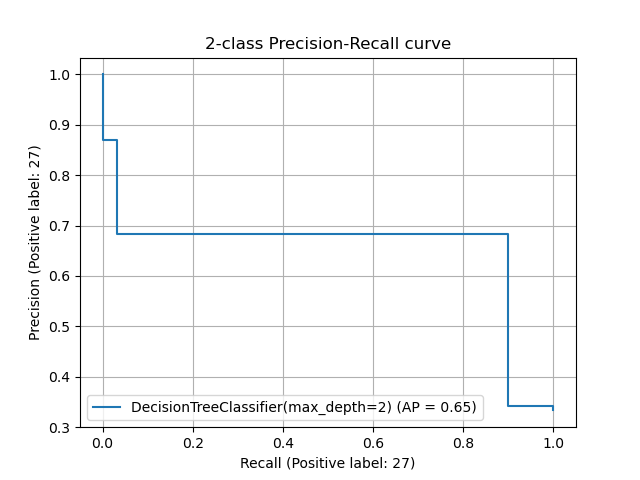 2-class Precision-Recall curve
1.0
0.9
0.8
0.7
0.6
0.5
0.4
0.3
Precision (Positive label: 27)
DecisionTreeClassifier(max_depth=2) (AP = 0.65)
0.0 0.2 0.4 0.6 0.8 1.0
Recall (Positive label: 27)